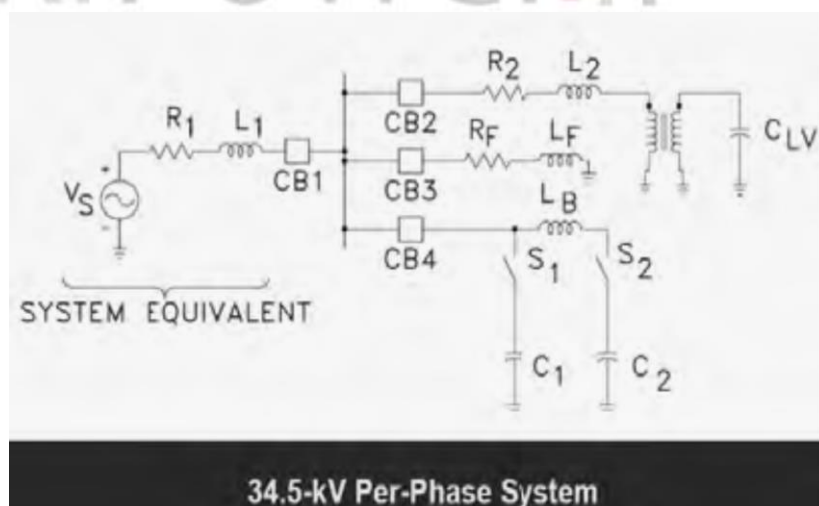 R2 L2
R1 L1
CB2
RF LF
CLV
CB1
CB3
VS
+
-
LB
CB4
S1 S2
SYSTEM EQUIVALENT
C1 C2
34.5-kV Per-Phase System